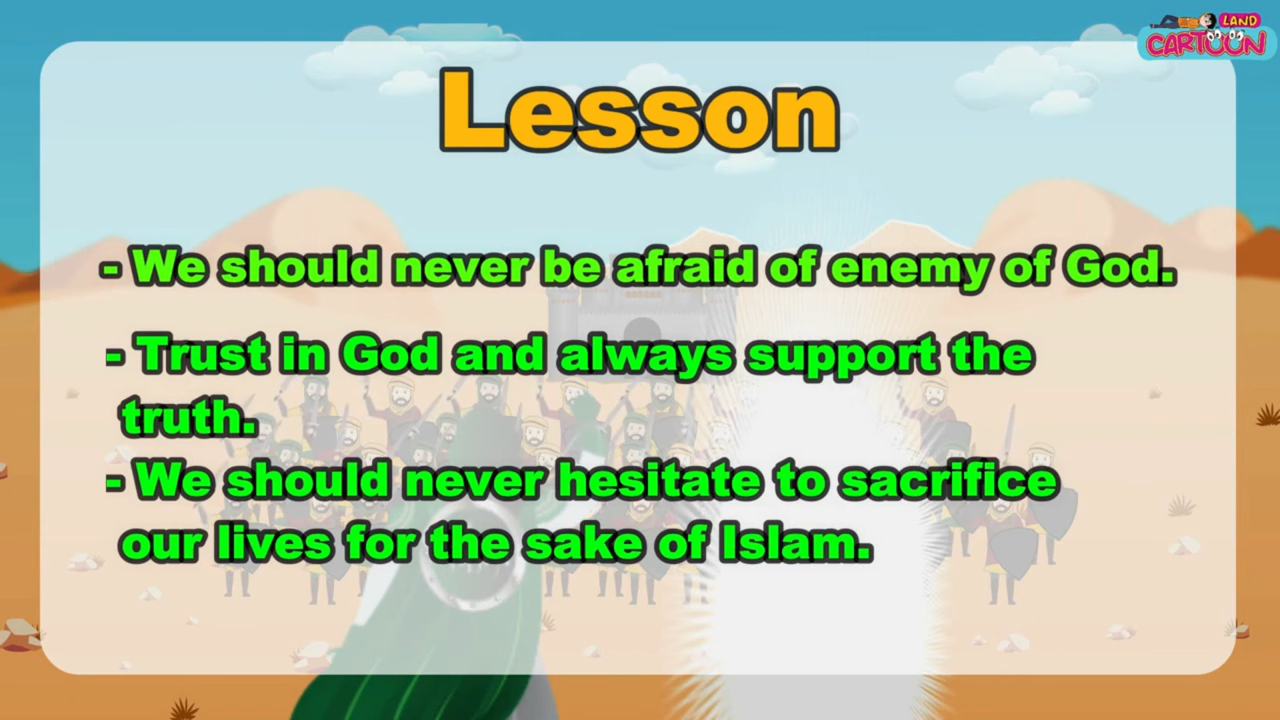 LAND
CARTOON
Lesson
- We should never be afraid of enemy of God.
- Trust in God and always support the
truth.
- We should never hesitate to sacrifice
our lives for the sake of Islam.